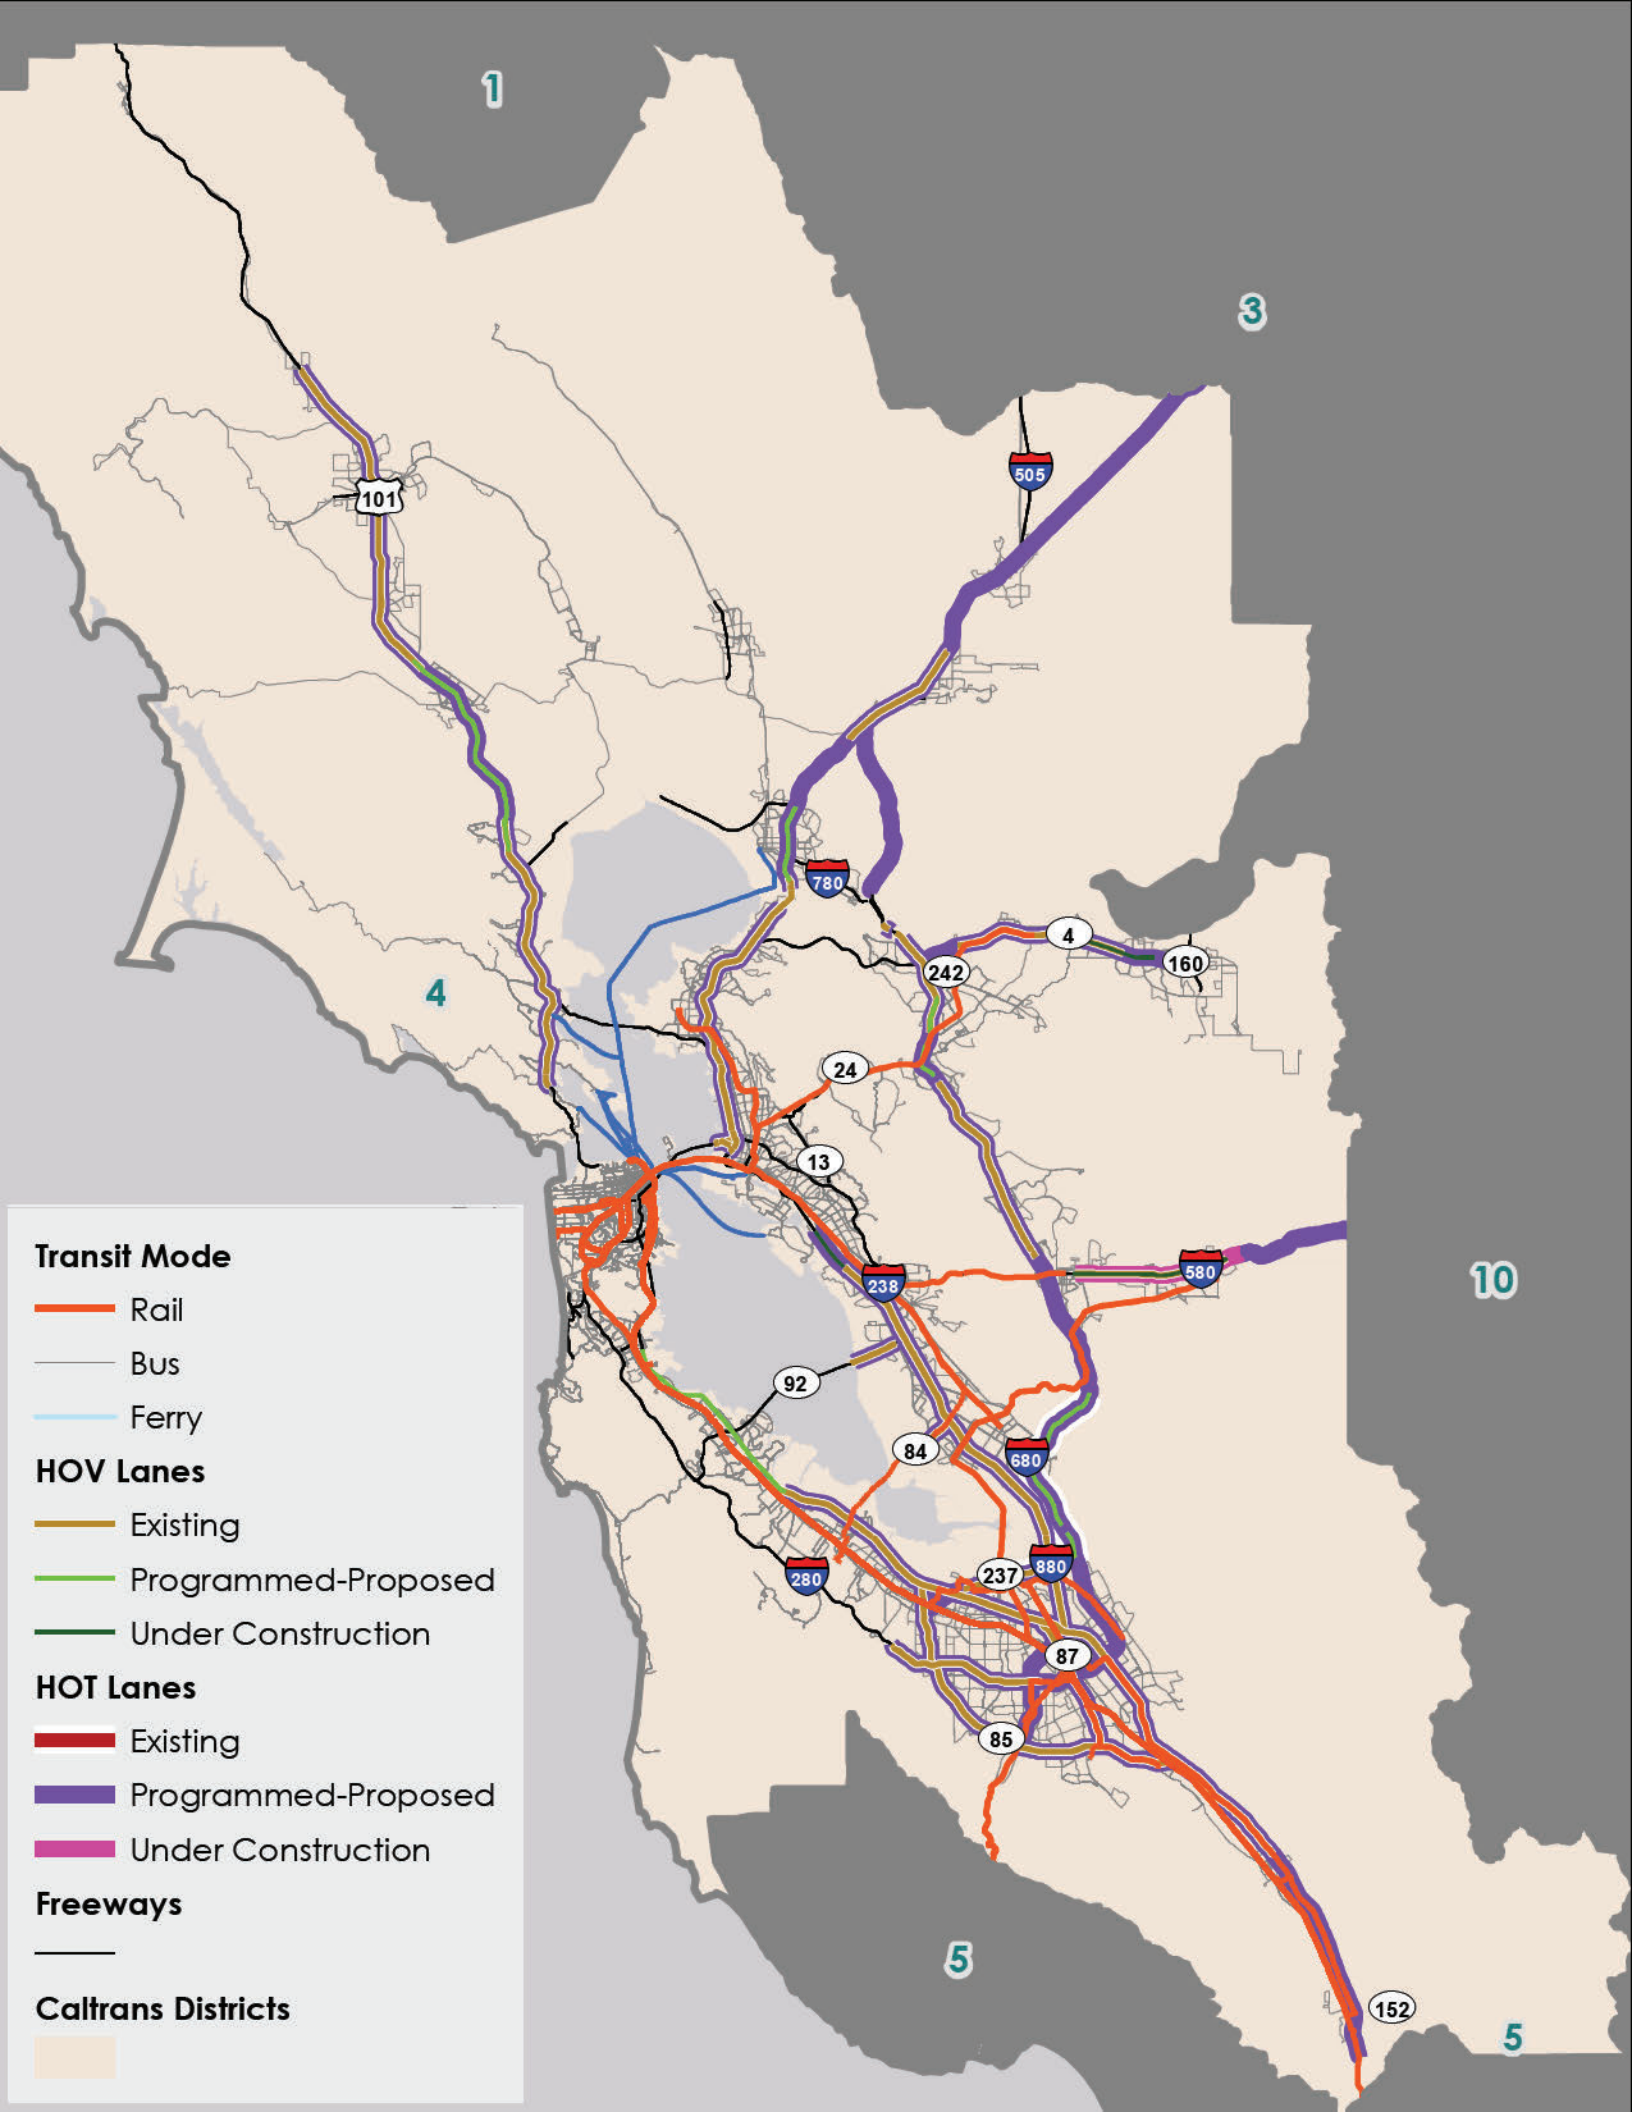 1
3
505
101
780
4
160
242
4
24
13
580
238
10
92
84
680
880
237
280
87
85
5
152
5
Transit Mode
Rail
Bus
Ferry
HOV Lanes
Existing
Programmed-Proposed
Under Construction
HOT Lanes
Existing
Programmed-Proposed
Under Construction
Freeways
Caltrans Districts